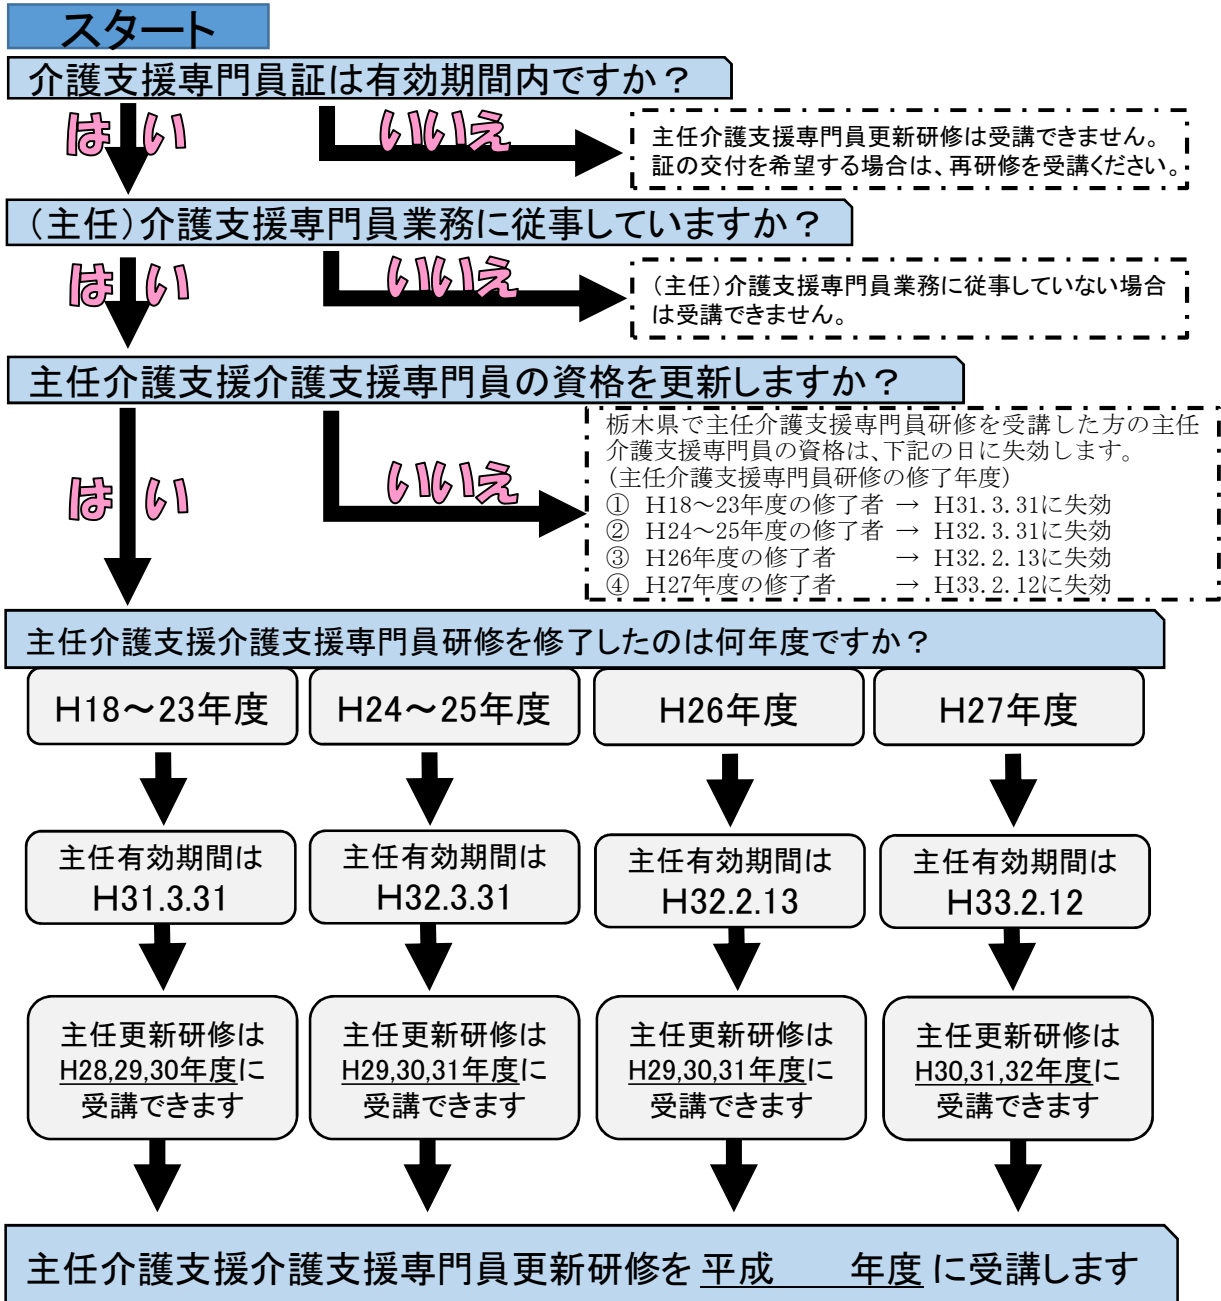 スタート
介護支援専門員証は有効期間内ですか？
はい
いいえ
主任介護支援専門員更新研修は受講できません。
証の交付を希望する場合は、再研修を受講ください。
（主任）介護支援専門員業務に従事していますか？
はい
いいえ
（主任）介護支援専門員業務に従事していない場合
は受講できません。
主任介護支援介護支援専門員の資格を更新しますか？
はい
いいえ
栃木県で主任介護支援専門員研修を受講した方の主任
介護支援専門員の資格は、下記の日に失効します。
（主任介護支援専門員研修の修了年度）
① H18～23年度の修了者 → H31.3.31に失効
② H24～25年度の修了者 → H32.3.31に失効
③ H26年度の修了者 → H32.2.13に失効
④ H27年度の修了者 → H33.2.12に失効
主任介護支援介護支援専門員研修を修了したのは何年度ですか？
H18～23年度
H24～25年度
H26年度
H27年度
主任有効期間は
H31.3.31
主任有効期間は
H32.3.31
主任有効期間は
H32.2.13
主任有効期間は
H33.2.12
主任更新研修は
H28,29,30年度に
受講できます
主任更新研修は
H29,30,31年度に
受講できます
主任更新研修は
H29,30,31年度に
受講できます
主任更新研修は
H30,31,32年度に
受講できます
主任介護支援介護支援専門員更新研修を 平成　　年度 に受講します